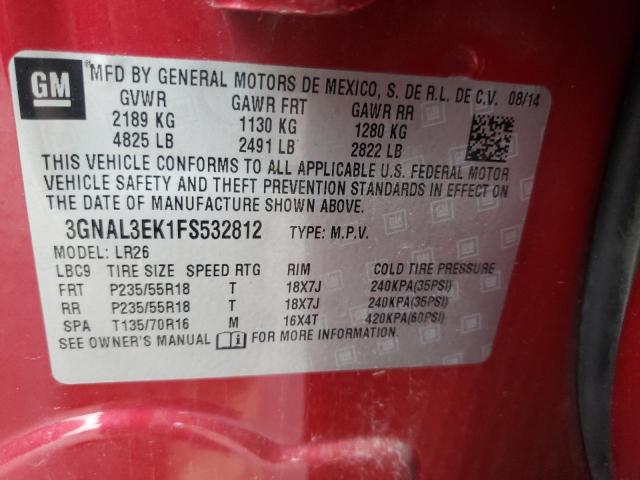 GM
MFD BY GENERAL MOTORS DE MEXICO, S. DE R.L. DE C.V. 08/14
GVWR GAWR FRT GAWR RR
2189 KG 1130 KG 1280 KG
4825 LB 2491 LB 2822 LB
THIS VEHICLE CONFORMS TO ALL APPLICABLE U.S. FEDERAL MOTOR
VEHICLE SAFETY AND THEFT PREVENTION STANDARDS IN EFFECT ON
THE DATE OF MANUFACTURE SHOWN ABOVE.
3GNAL3EK1FS532812 TYPE: M.P.V.
MODEL: LR26
LBC9 TIRE SIZE SPEED RTG RIM COLD TIRE PRESSURE
FRT P235/55R18 T 18X7J 240KPA(35PSI)
RR P235/55R18 T 18X7J 240KPA(35PSI)
SPA T135/70R16 M 16X4T 420KPA(60PSI)
SEE OWNER'S MANUAL FOR MORE INFORMATION.